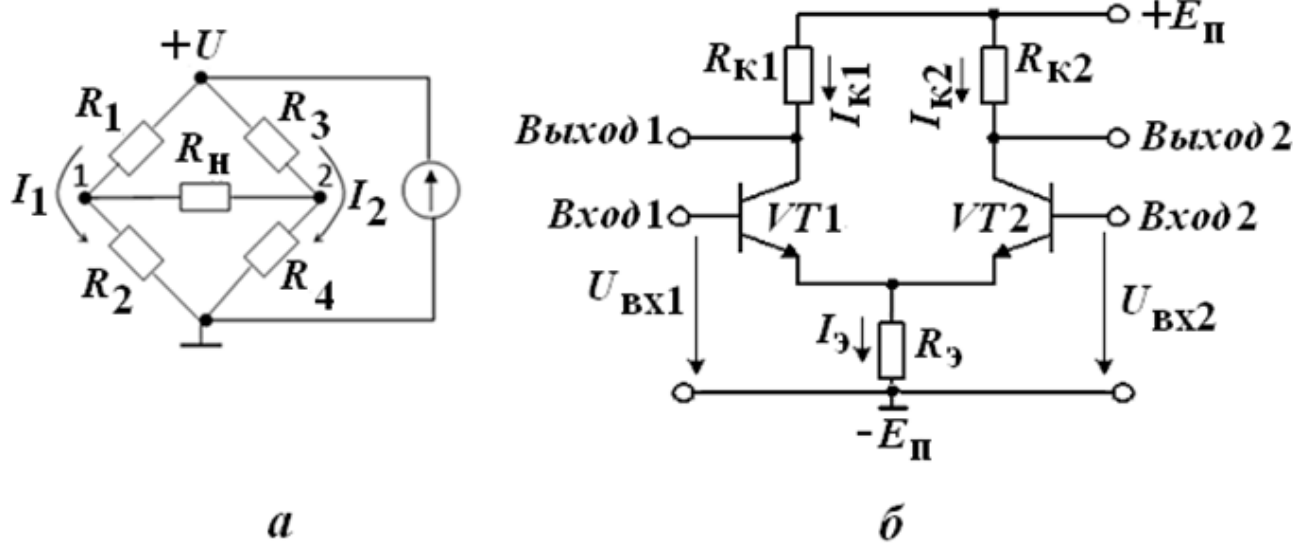 +U
R1
R3
Rн
1
2
I1
I2
R2
R4
а
+Eп
Rк1
Iк1
Iк2
Rк2
Выход 1
Выход 2
Вход 1
VT1
VT2
Вход 2
Uвх1
Iэ
Rэ
Uвх2
-Eп
б